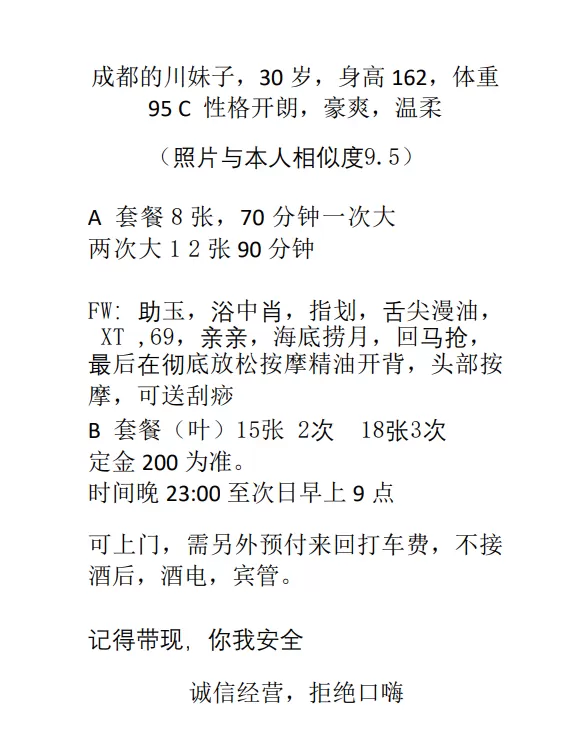 成都的川妹子，30 岁，身高 162，体重
95 C 性格开朗，豪爽，温柔
（照片与本人相似度9.5）
A 套餐 8 张，70 分钟一次大
两次大１２张 90 分钟
FW: 助玉，浴中肖，指划，舌尖漫油，
XT ,69，亲亲，海底捞月，回马抢，
最后在彻底放松按摩精油开背，头部按
摩，可送刮痧
B 套餐（叶）15张 2次 18张3次
定金 200 为准。
时间晚 23:00 至次日早上 9 点
可上门，需另外预付来回打车费，不接
酒后，酒电，宾管。
记得带现，你我安全
诚信经营，拒绝口嗨